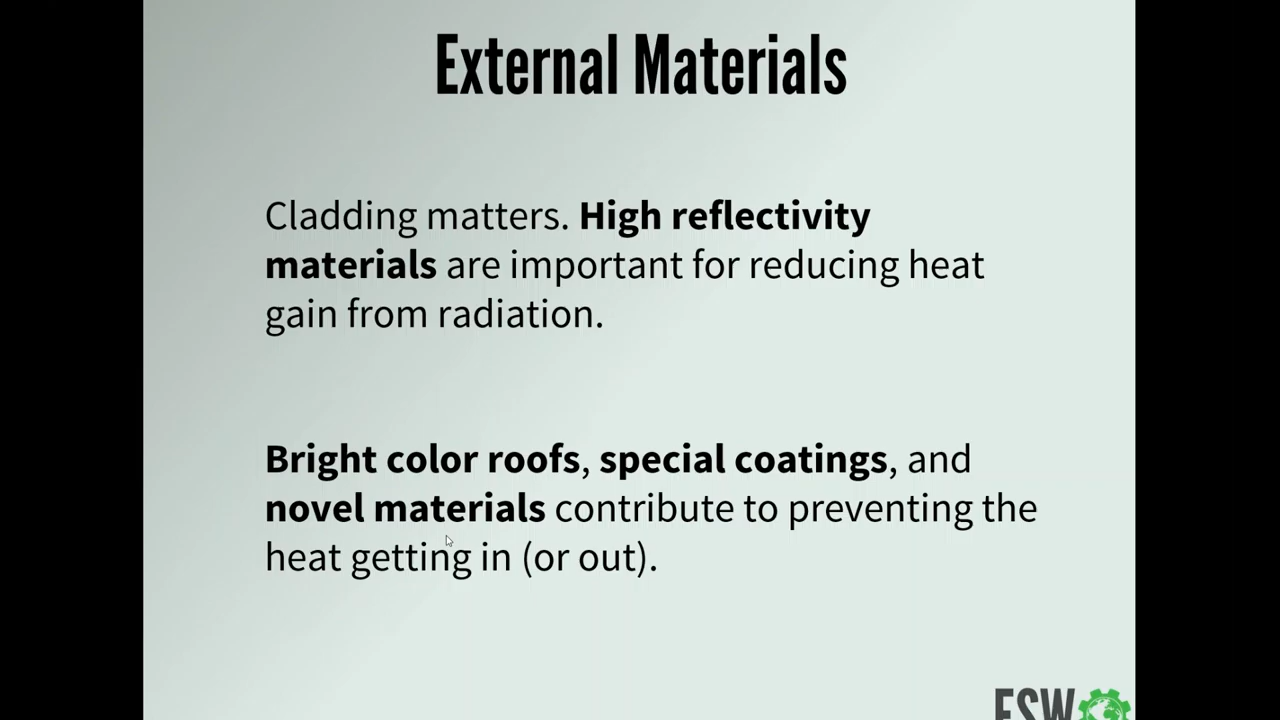 External Materials
Cladding matters. High reflectivity
materials are important for reducing heat
gain from radiation.
Bright color roofs, special coatings, and
novel materials contribute to preventing the
heat getting in (or out).
ESW